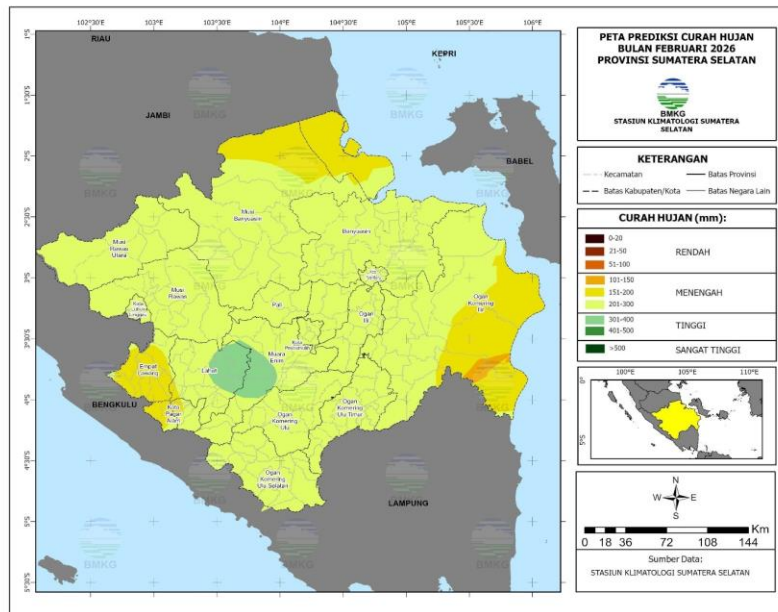 PETA PREDIKSI CURAH HUJAN
BULAN FEBRUARI 2026
PROVINSI SUMATERA SELATAN
BMKG
STASIUN KLIMATOLOGI SUMATERA
SELATAN
KETERANGAN
Kecamatan
Batas Provinsi
Batas Kabupaten/Kota
Batas Negara Lain
CURAH HUJAN (mm):
0-20
21-50
51-100
RENDAH
101-150
151-200
201-300
MENENGAH
301-400
401-500
TINGGI
>500
SANGAT TINGGI
100°E
105°E
110°E
0°
5°S
N
W
E
S
Km
0 18 36 72 108 144
Sumber Data:
STASIUN KLIMATOLOGI SUMATERA SELATAN
102°30'E
103°E
103°30'E
104°E
104°30'E
105°E
105°30'E
106°E
1°S
1°30'S
2°S
2°30'S
3°S
3°30'S
4°S
4°30'S
5°S
5°30'S
RIAU
KEPRI
JAMBI
BABEL
BENGKULU
LAMPUNG
Musi
Banyuasin
Banyuasin
Musi
Rawas
Utara
Musi
Rawas
Pali
Ogan
Ilir
Ogan
Komering
Ilir
Muara
Enim
Empat
Lawang
Lahat
Kota
Pagar
Alam
Ogan
Komering
Ulu
Ogan
Komering
Ulu Timur
Ogan
Komering
Ulu Selatan
BMKG